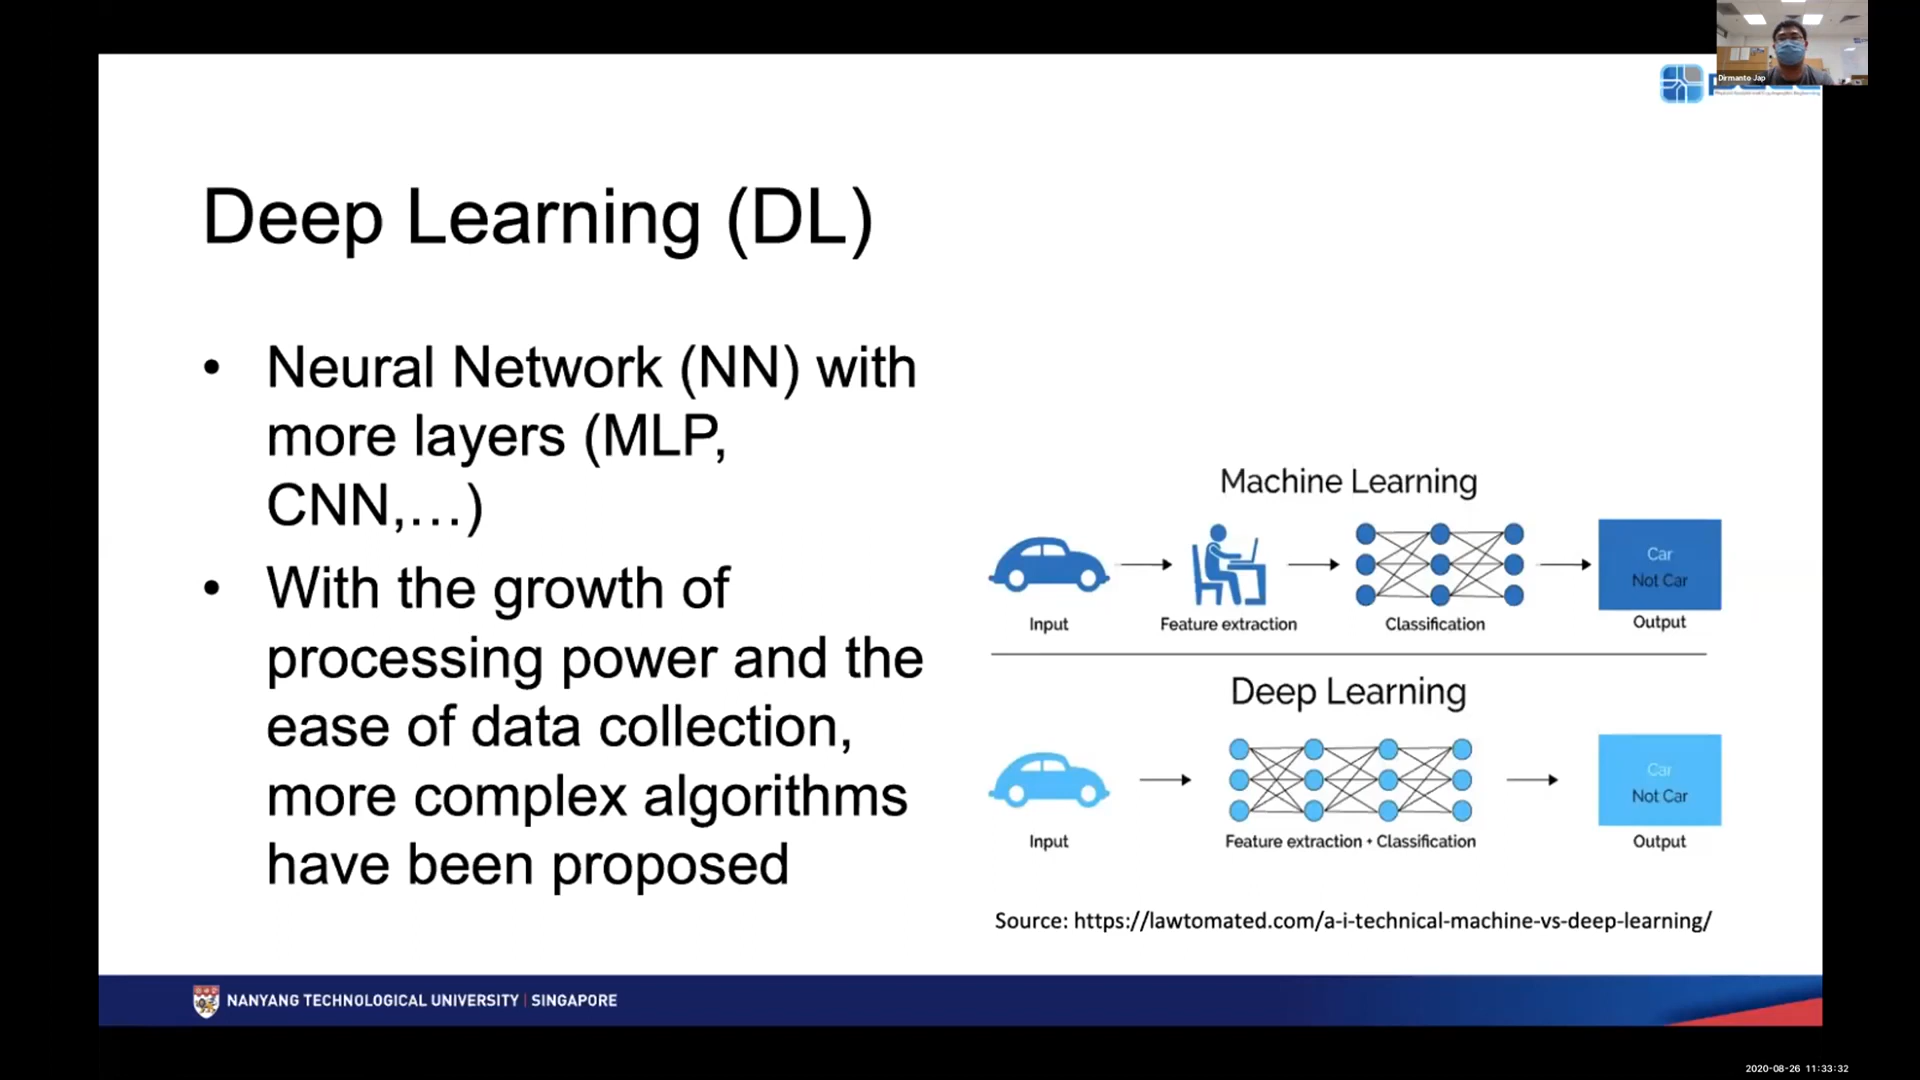 Dirmanto Jap
Deep Learning (DL)
• Neural Network (NN) with
more layers (MLP,
CNN,...)
• With the growth of
processing power and the
ease of data collection,
more complex algorithms
have been proposed
Machine Learning
Car
Not Car
Input
Feature extraction
Classification
Output
Deep Learning
Car
Not Car
Input
Feature extraction + Classification
Output
Source: https://lawtomated.com/a-i-technical-machine-vs-deep-learning/
NANYANG TECHNOLOGICAL UNIVERSITY | SINGAPORE
2020-08-26 11:33:32